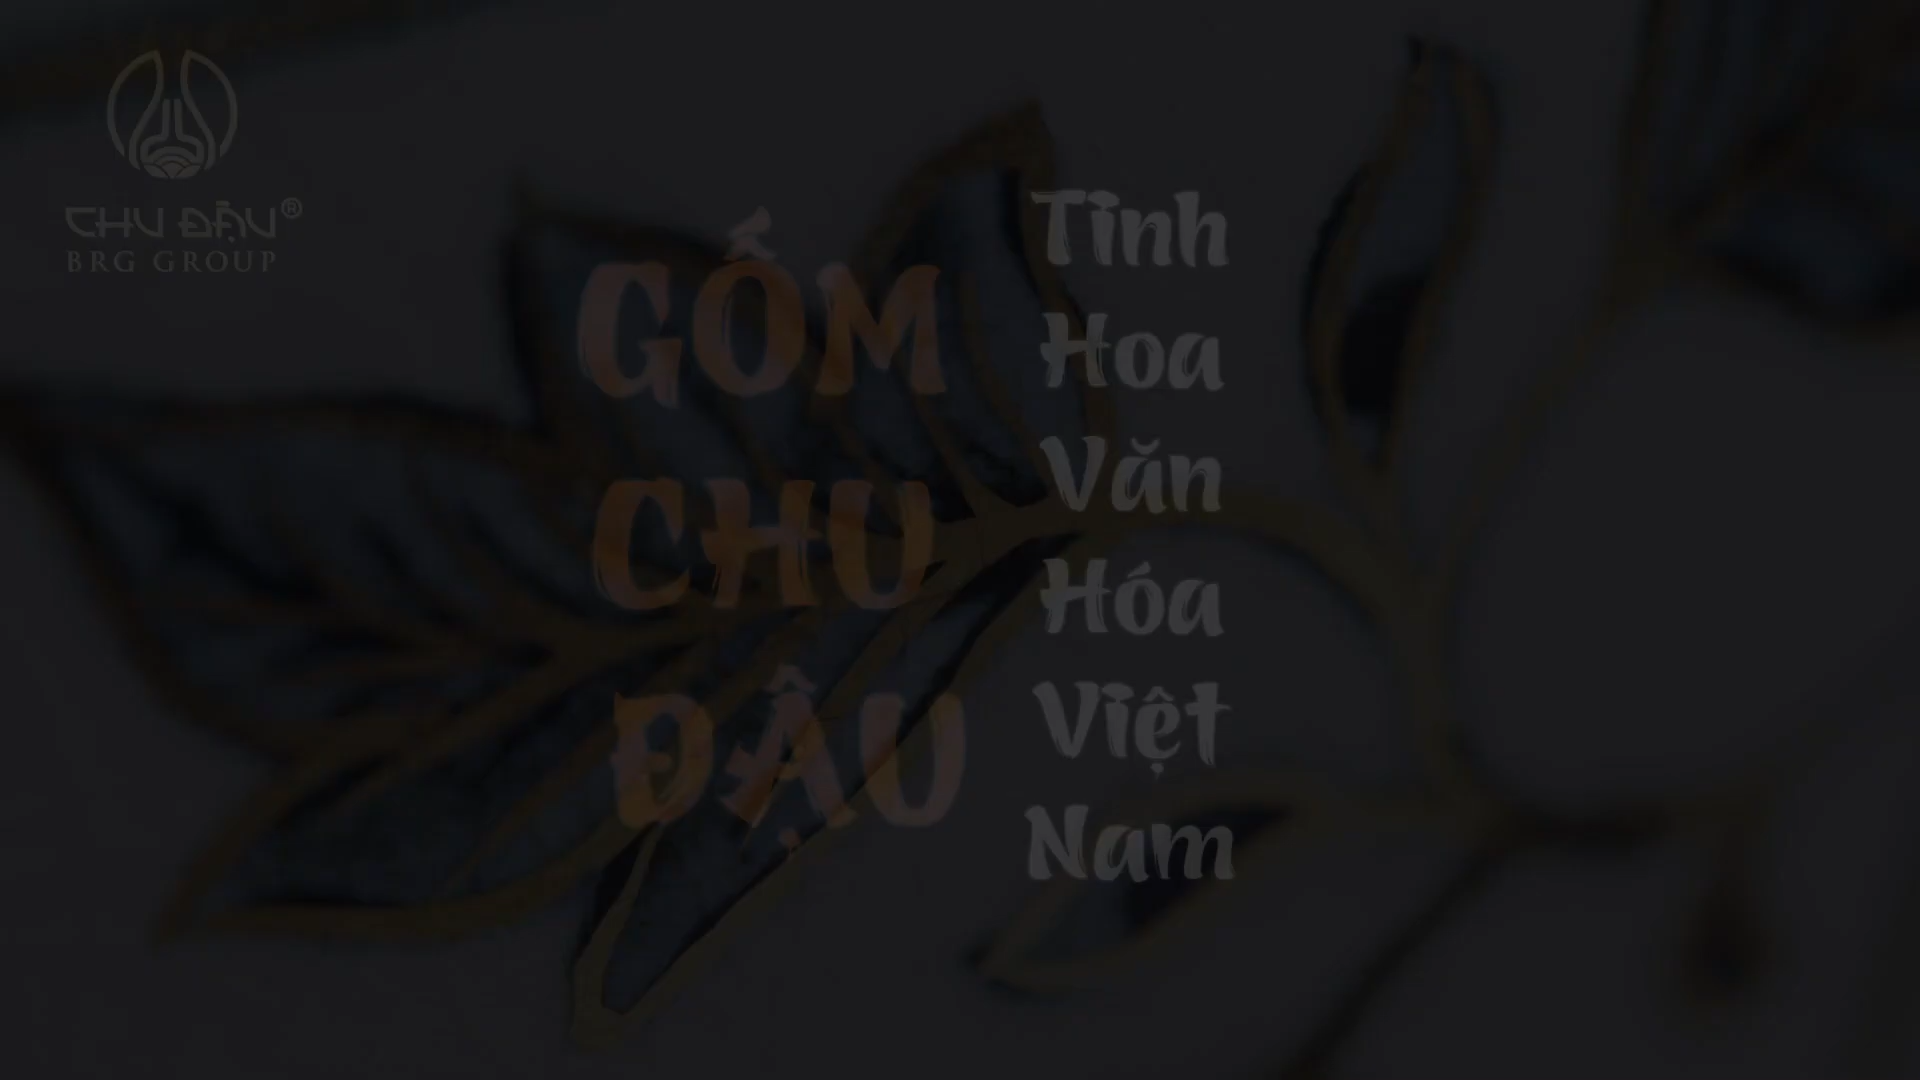 CHU ĐẬU®
BRG GROUP
GỐM
CHU
ĐẬU
Tinh
Hoa
Văn
Hóa
Việt
Nam